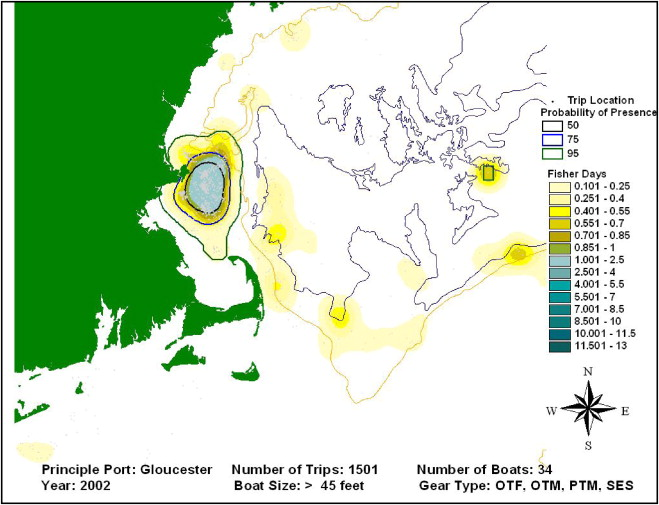 Trip Location
Probability of Presence
50
75
95
Fisher Days
0.101 - 0.25
0.251 - 0.4
0.401 - 0.55
0.551 - 0.7
0.701 - 0.85
0.851 - 1
1.001 - 2.5
2.501 - 4
4.001 - 5.5
5.501 - 7
7.001 - 8.5
8.501 - 10
10.001 - 11.5
11.501 - 13
N
W E
S
Principle Port: Gloucester Number of Trips: 1501 Number of Boats: 34
Year: 2002 Boat Size: > 45 feet Gear Type: OTF, OTM, PTM, SES